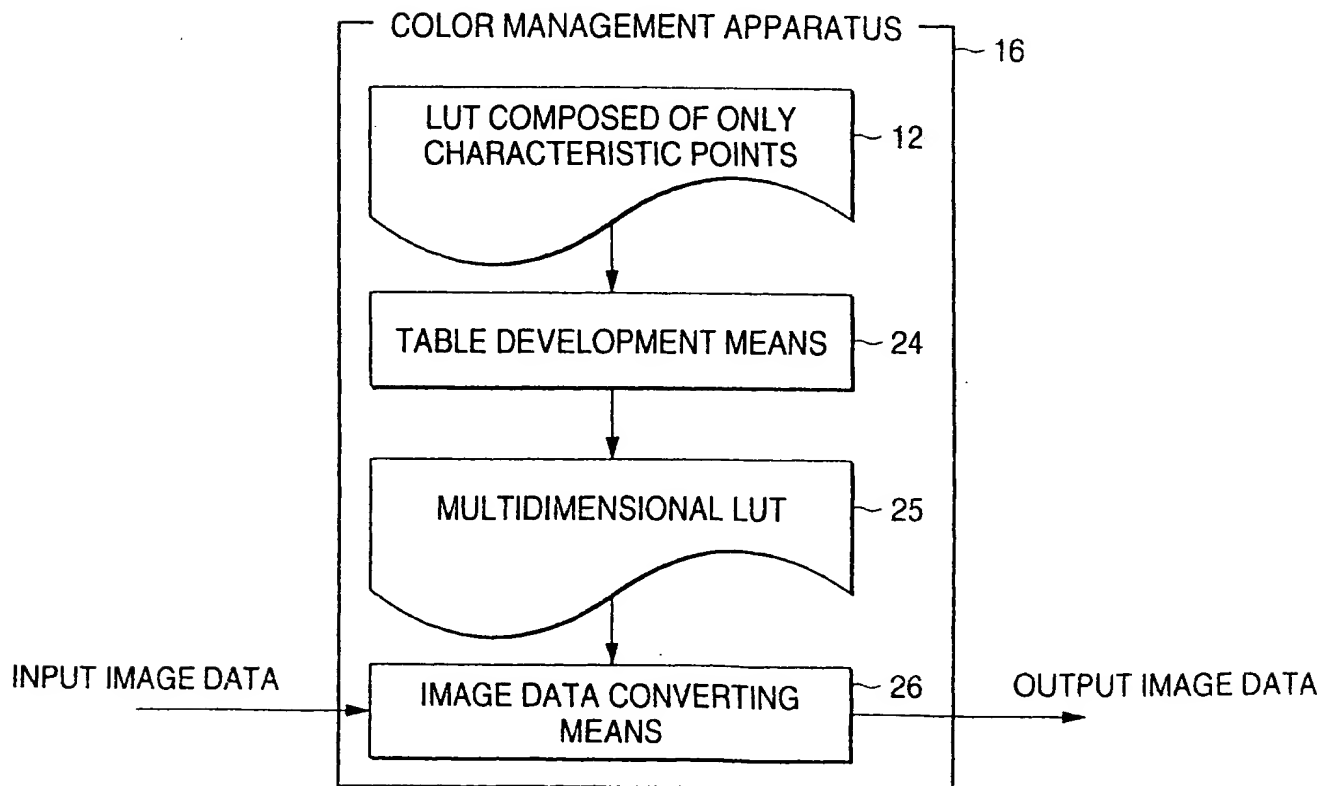 COLOR MANAGEMENT APPARATUS
16
LUT COMPOSED OF ONLY
CHARACTERISTIC POINTS
12
TABLE DEVELOPMENT MEANS
24
MULTIDIMENSIONAL LUT
25
INPUT IMAGE DATA
IMAGE DATA CONVERTING
MEANS
26
OUTPUT IMAGE DATA